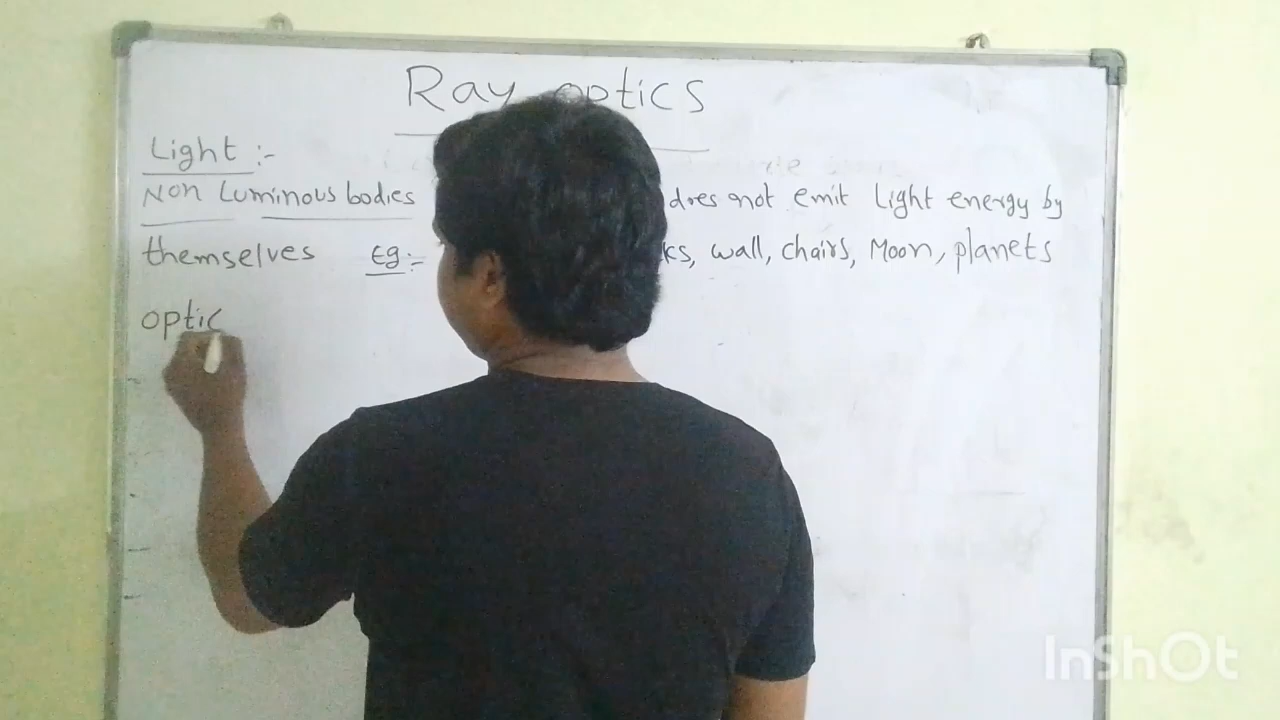 Ray optics
Light :-
Non Luminous bodies does not emit Light energy by
themselves Eg:- ks, wall, chairs, Moon, planets
optic
InShOt